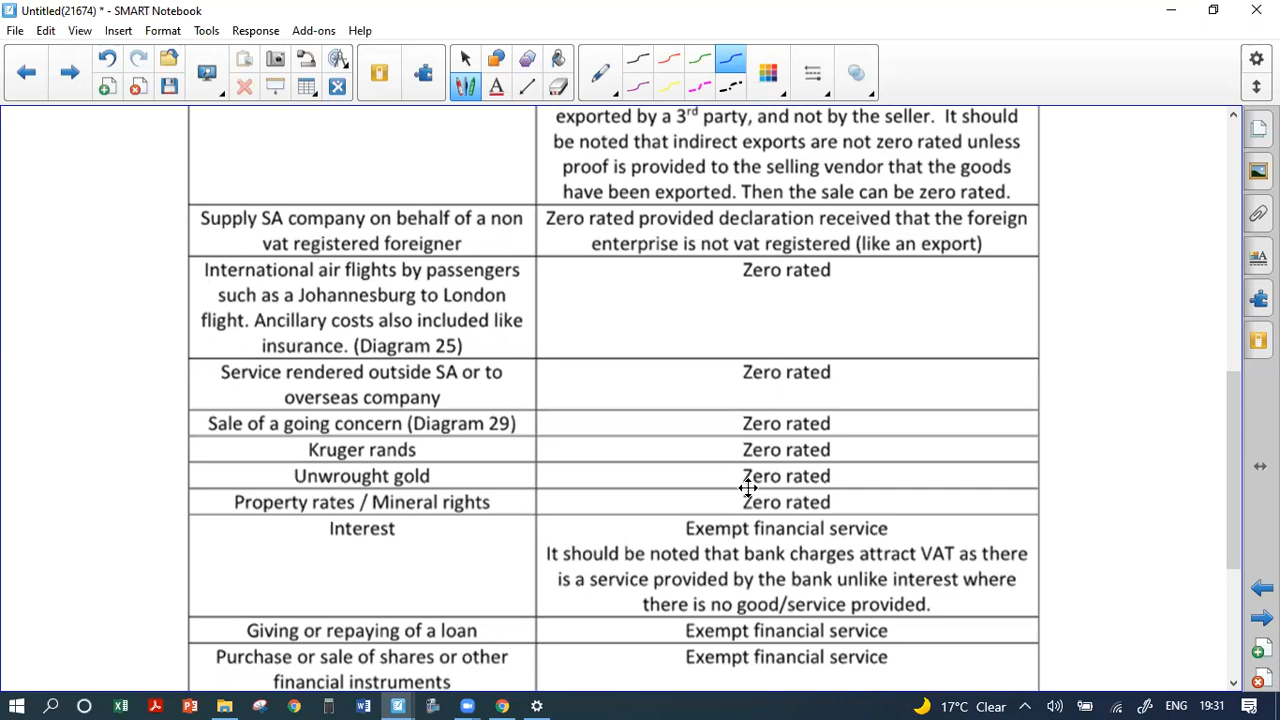 Untitled(21674) * - SMART Notebook
File Edit View Insert Format Tools Response Add-ons Help
exported by a 3rd party, and not by the seller. It should
be noted that indirect exports are not zero rated unless
proof is provided to the selling vendor that the goods
have been exported. Then the sale can be zero rated.
Supply SA company on behalf of a non
vat registered foreigner
Zero rated provided declaration received that the foreign
enterprise is not vat registered (like an export)
International air flights by passengers
such as a Johannesburg to London
flight. Ancillary costs also included like
insurance. (Diagram 25)
Zero rated
Service rendered outside SA or to
overseas company
Zero rated
Sale of a going concern (Diagram 29)
Zero rated
Kruger rands
Zero rated
Unwrought gold
Zero rated
Property rates / Mineral rights
Zero rated
Interest
Exempt financial service
It should be noted that bank charges attract VAT as there
is a service provided by the bank unlike interest where
there is no good/service provided.
Giving or repaying of a loan
Exempt financial service
Purchase or sale of shares or other
financial instruments
Exempt financial service
17°C Clear
ENG
19:31